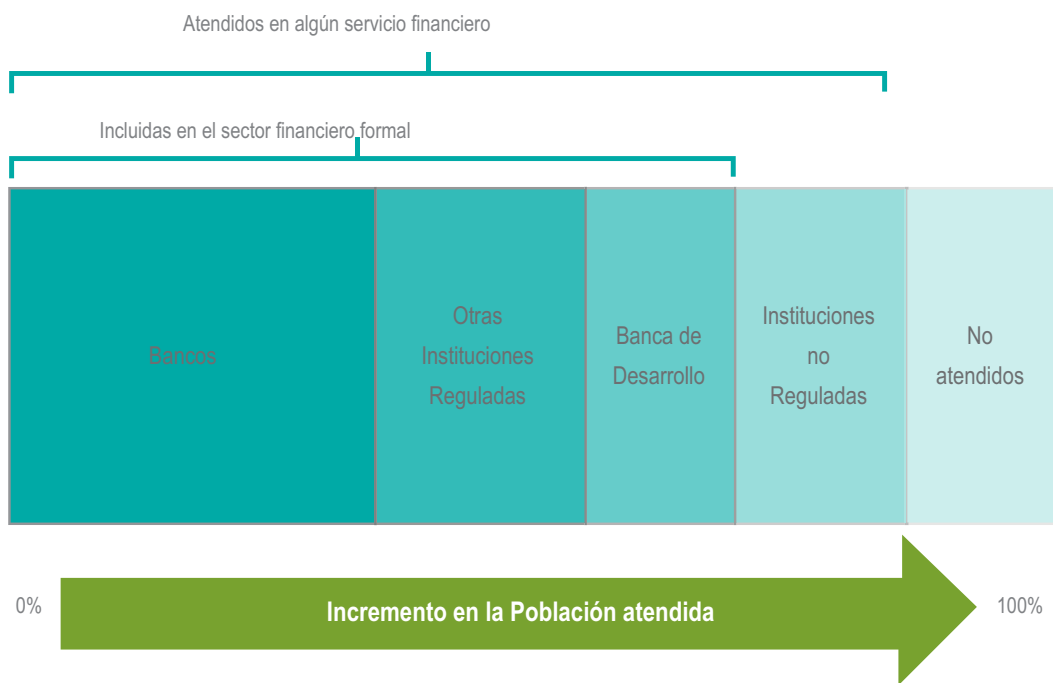 Atendidos en algún servicio financiero
Incluidas en el sector financiero formal
Bancos
Otras
Instituciones
Reguladas
Banca de
Desarrollo
Instituciones
no
Reguladas
No
atendidos
0%
Incremento en la Población atendida
100%